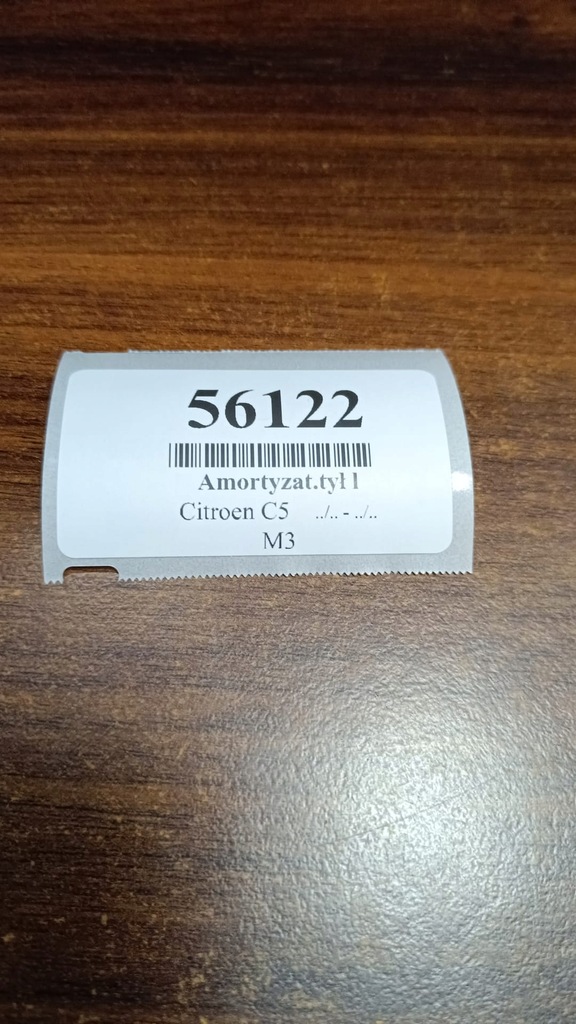 56122
Amortyzat.tył l
Citroen C5 ../.. - ../..
M3